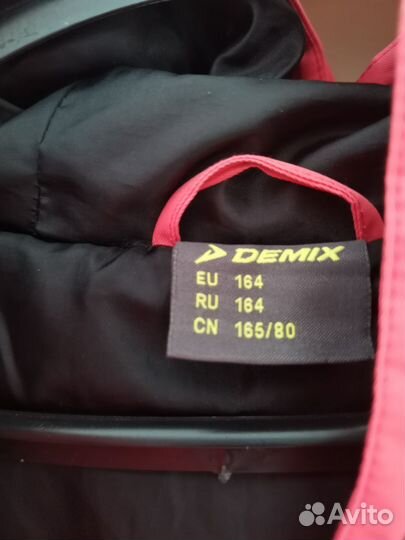 DEMIX
EU 164
RU 164
CN 165/80
Avito